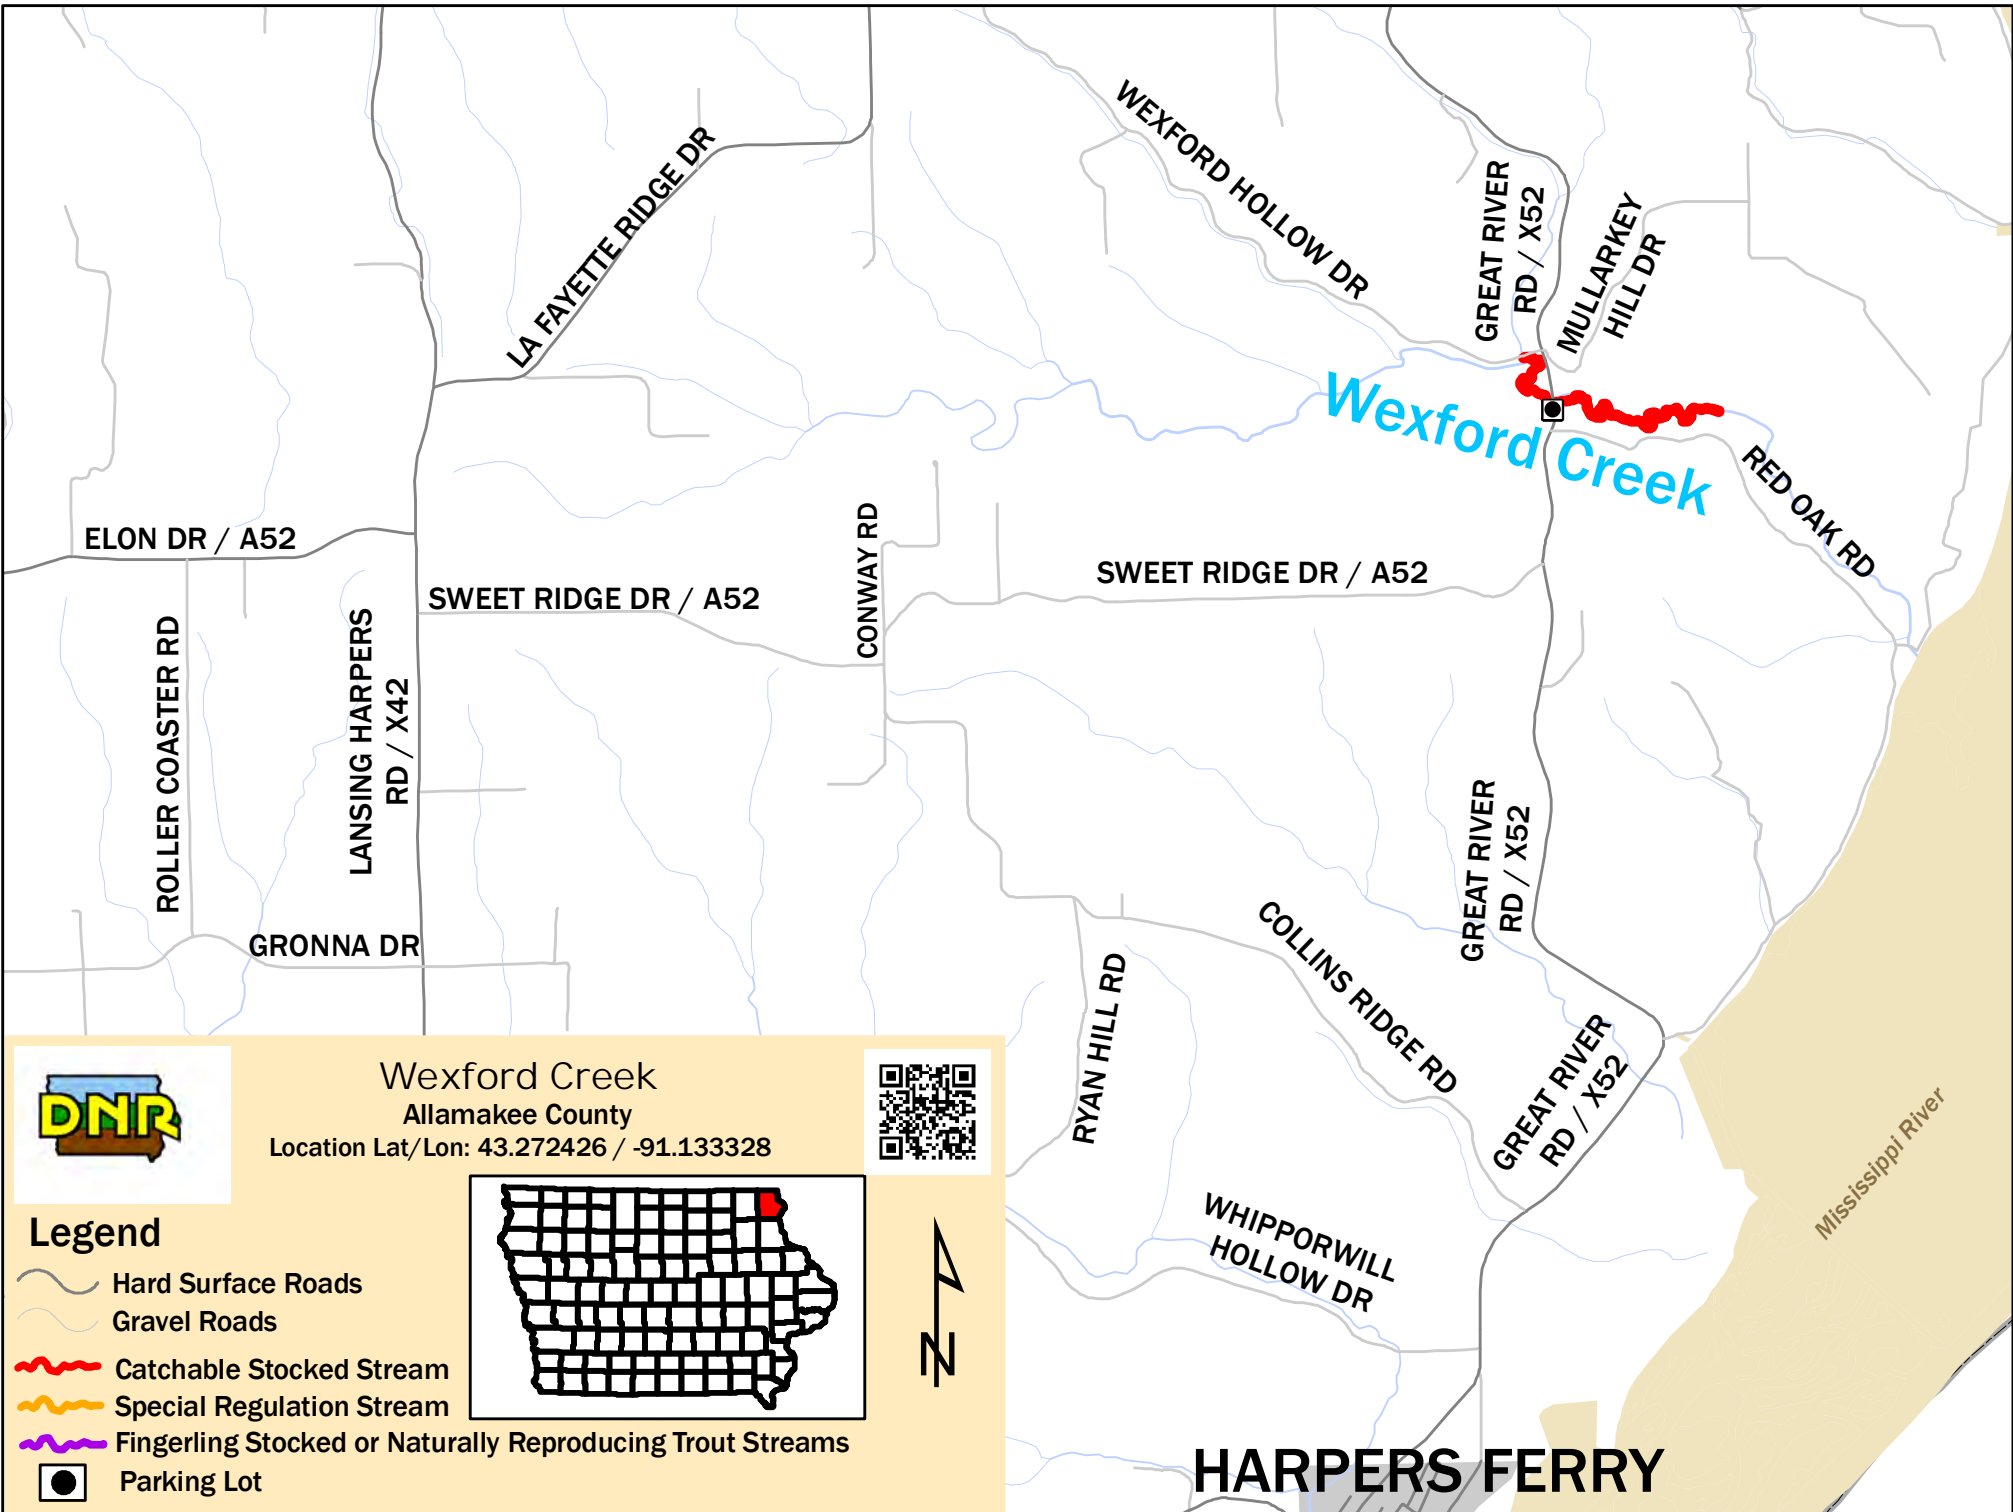 WEXFORD HOLLOW DR
GREAT RIVER
RD / X52
MULLARKEY
HILL DR
LA FAYETTE RIDGE DR
Wexford Creek
RED OAK RD
ELON DR / A52
CONWAY RD
SWEET RIDGE DR / A52
SWEET RIDGE DR / A52
ROLLER COASTER RD
LANSING HARPERS
RD / X42
GREAT RIVER
RD / X52
GRONNA DR
COLLINS RIDGE RD
RYAN HILL RD
GREAT RIVER
RD / X52
Mississippi River
WHIPPORWILL
HOLLOW DR
HARPERS FERRY
DNR
Wexford Creek
Allamakee County
Location Lat/Lon: 43.272426 / -91.133328
Legend
Hard Surface Roads
Gravel Roads
Catchable Stocked Stream
Special Regulation Stream
Fingerling Stocked or Naturally Reproducing Trout Streams
Parking Lot
N